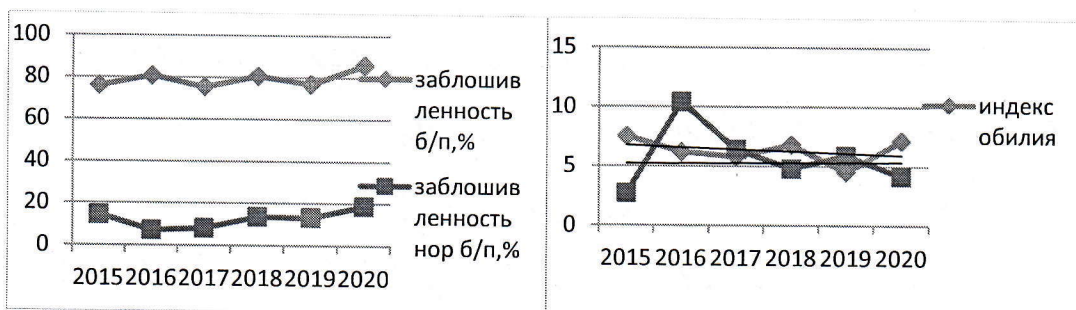 100
80
60
40
20
0
2015 2016 2017 2018 2019 2020
заблошив
ленность
б/п,%
заблошив
ленность
нор б/п,%
15
10
5
0
2015 2016 2017 2018 2019 2020
индекс
обилия